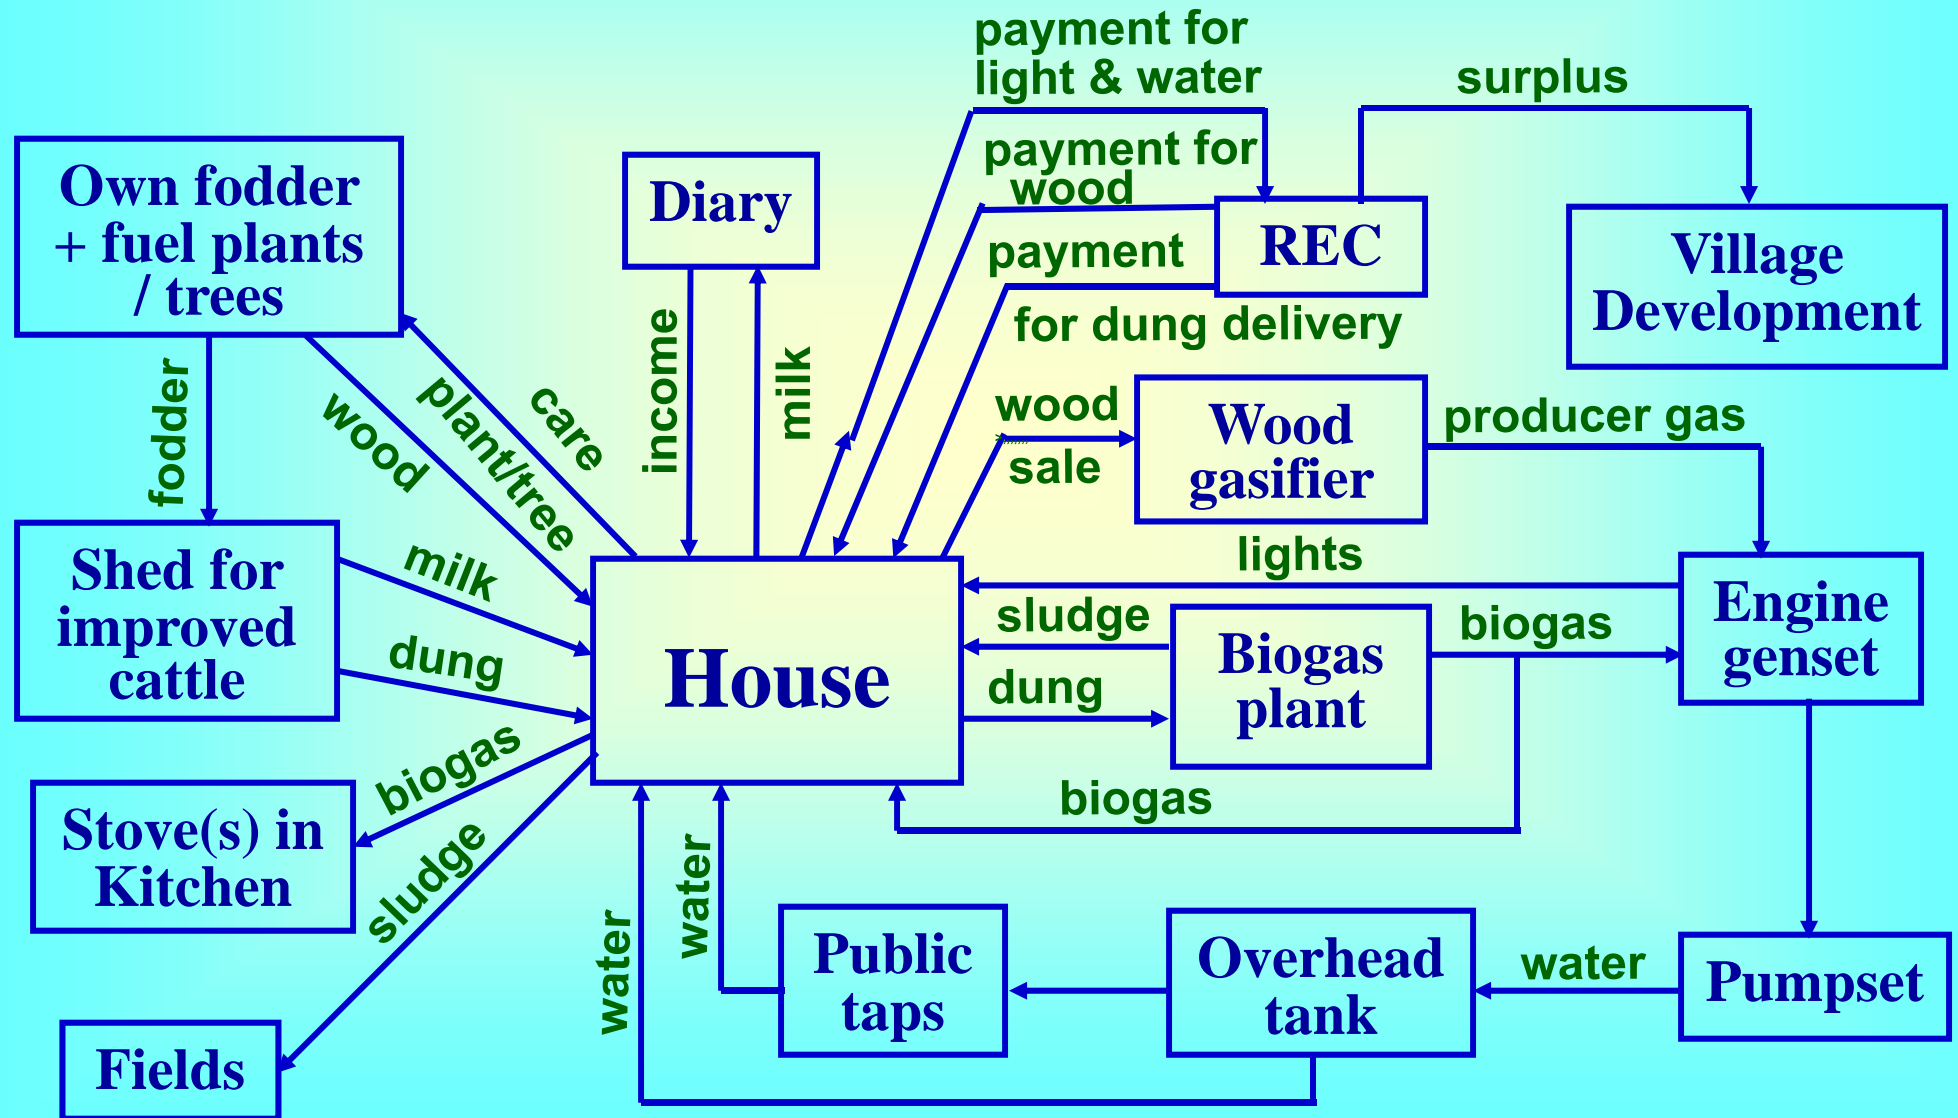 payment for
light & water
surplus
payment for
wood
Own fodder
+ fuel plants
/ trees
Diary
REC
payment
for dung delivery
Village
Development
fodder
wood
plant/tree
care
income
milk
wood
sale
Wood
gasifier
producer gas
Shed for
improved
cattle
milk
dung
House
lights
sludge
dung
Biogas
plant
biogas
Engine
genset
biogas
biogas
sludge
Stove(s) in
Kitchen
water
water
Public
taps
Overhead
tank
water
Pumpset
Fields